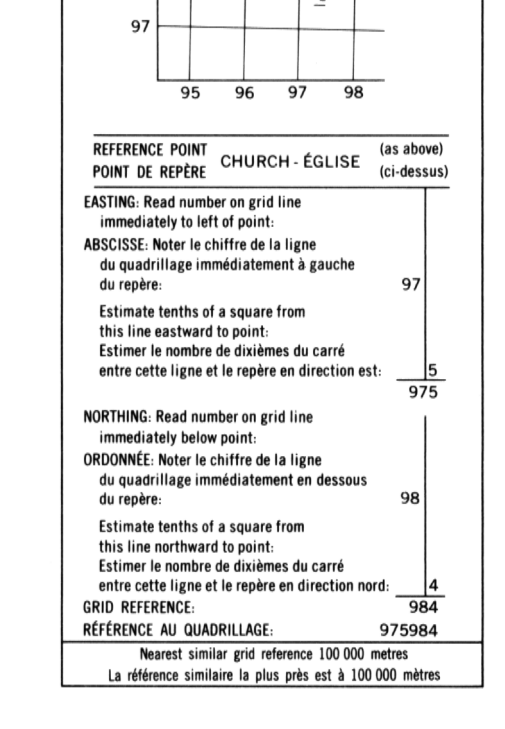 97
95 96 97 98
REFERENCE POINT
POINT DE REPÈRE
CHURCH - ÉGLISE
(as above)
(ci-dessus)
EASTING: Read number on grid line
immediately to left of point:
ABSCISSE: Noter le chiffre de la ligne
du quadrillage immédiatement à gauche
du repère: 97
Estimate tenths of a square from
this line eastward to point:
Estimer le nombre de dixièmes du carré
entre cette ligne et le repère en direction est: 5
975
NORTHING: Read number on grid line
immediately below point:
ORDONNÉE: Noter le chiffre de la ligne
du quadrillage immédiatement en dessous
du repère: 98
Estimate tenths of a square from
this line northward to point:
Estimer le nombre de dixièmes du carré
entre cette ligne et le repère en direction nord: 4
GRID REFERENCE: 984
RÉFÉRENCE AU QUADRILLAGE: 975984
Nearest similar grid reference 100 000 metres
La référence similaire la plus près est à 100 000 mètres